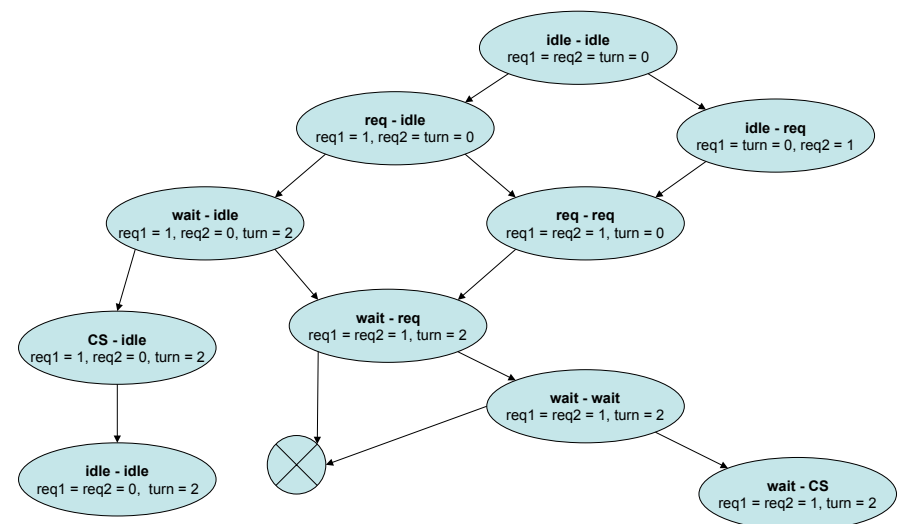 idle - idle
req1 = req2 = turn = 0
req - idle
req1 = 1, req2 = turn = 0
idle - req
req1 = turn = 0, req2 = 1
wait - idle
req1 = 1, req2 = 0, turn = 2
req - req
req1 = req2 = 1, turn = 0
wait - req
req1 = req2 = 1, turn = 2
CS - idle
req1 = 1, req2 = 0, turn = 2
wait - wait
req1 = req2 = 1, turn = 2
idle - idle
req1 = req2 = 0, turn = 2
wait - CS
req1 = req2 = 1, turn = 2